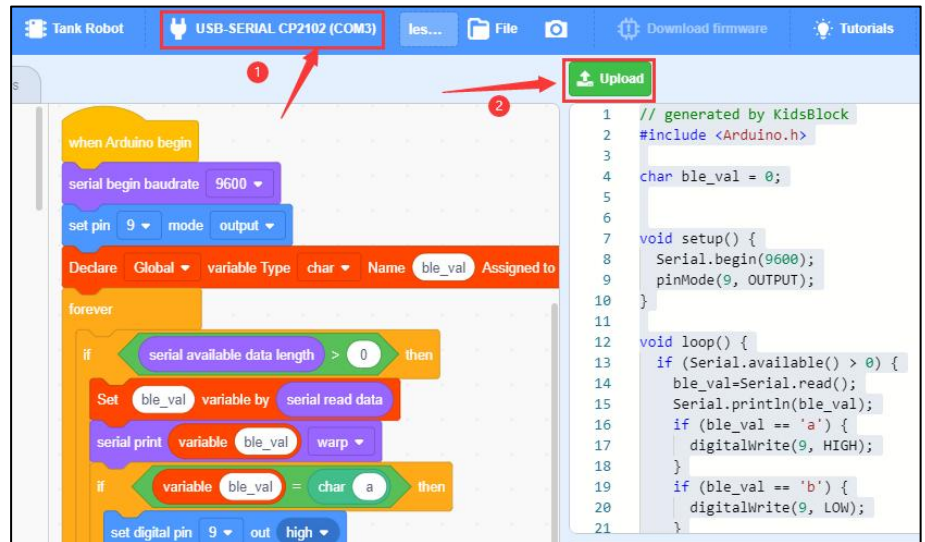 Tank Robot
USB-SERIAL CP2102 (COM3)
les...
File
Download firmware
Tutorials
1
2
s
Upload
when Arduino begin
serial begin baudrate 9600
set pin 9 mode output
Declare Global variable Type char Name ble_val Assigned to
forever
if serial available data length > 0 then
Set ble_val variable by serial read data
serial print variable ble_val warp
if variable ble_val = char a then
set digital pin 9 out high
1 // generated by KidsBlock
2 #include <Arduino.h>
3
4 char ble_val = 0;
5
6
7 void setup() {
8 Serial.begin(9600);
9 pinMode(9, OUTPUT);
10 }
11
12 void loop() {
13 if (Serial.available() > 0) {
14 ble_val=Serial.read();
15 Serial.println(ble_val);
16 if (ble_val == 'a') {
17 digitalWrite(9, HIGH);
18 }
19 if (ble_val == 'b') {
20 digitalWrite(9, LOW);
21 }